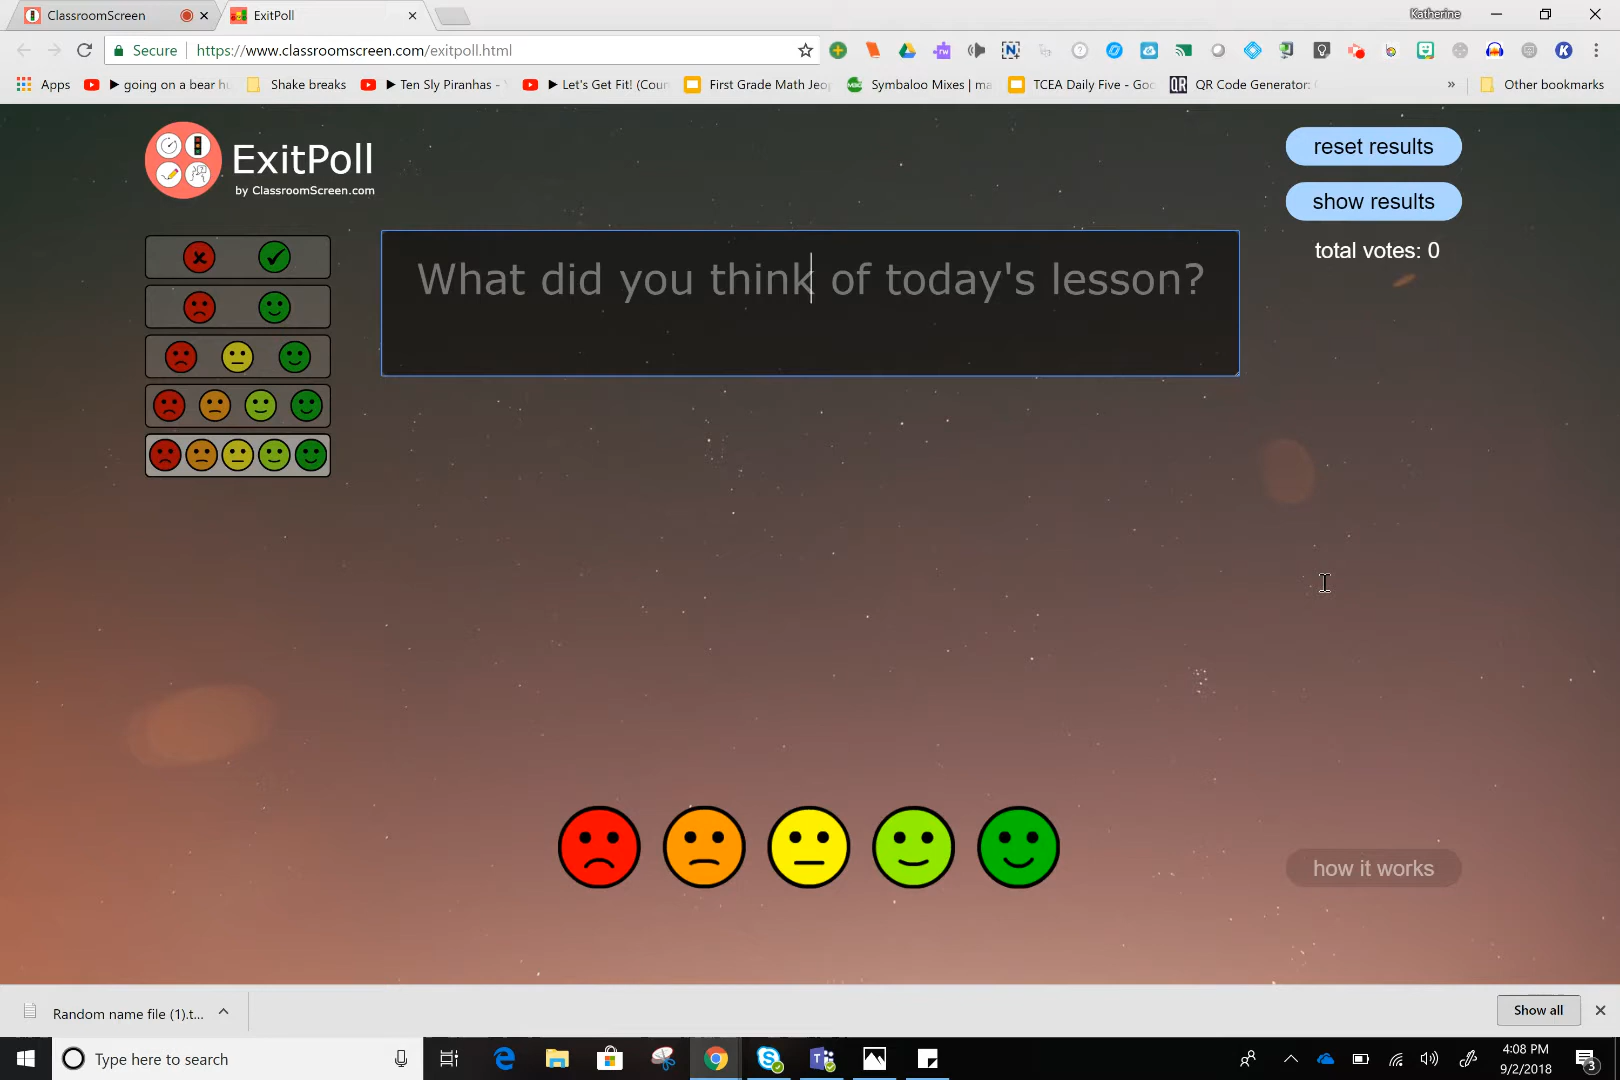 ClassroomScreen
ExitPoll
Katherine
Secure
https://www.classroomscreen.com/exitpoll.html
Apps
going on a bear hu
Shake breaks
Ten Sly Piranhas -
Let's Get Fit! (Coun
First Grade Math Jeop
Symbaloo Mixes | ma
TCEA Daily Five - Goo
QR Code Generator:
» Other bookmarks
ExitPoll
by ClassroomScreen.com
reset results
show results
total votes: 0
What did you think of today's lesson?
how it works
Random name file (1).t...
Show all
Type here to search
4:08 PM
9/2/2018
3